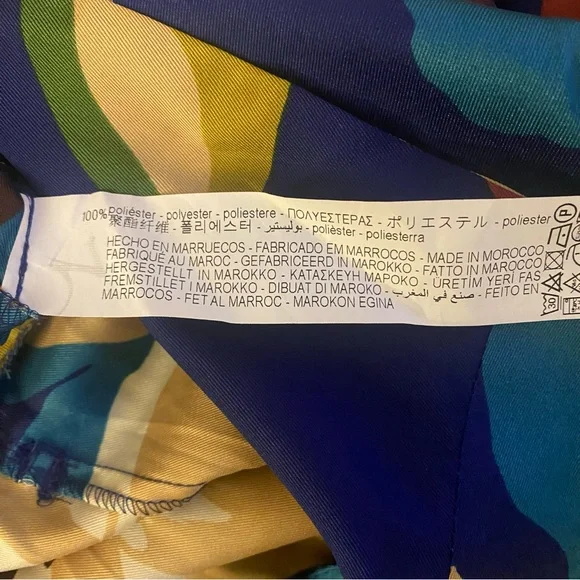 100% poliéster - polyester - poliestere - ΠΟΛΥΕΣΤΕΡΑΣ - ポリエステル - poliester
聚酯纤维 - 폴리에스터 - بوليستير - polièster - poliesterra
HECHO EN MARRUECOS - FABRICADO EM MARROCOS - MADE IN MOROCCO
FABRIQUÉ AU MAROC - GEFABRICEERD IN MAROKKO - FATTO IN MAROCCO
HERGESTELLT IN MAROKKO - ΚΑΤΑΣΚΕΥΗ ΜΑΡΟΚΟ - ÜRETİM YERİ FAS
FREMSTILLET I MAROKKO - DIBUAT DI MAROKO - صنع في المغرب - FEITO EN
MARROCOS - FET AL MARROC - MAROKON EGINA
30